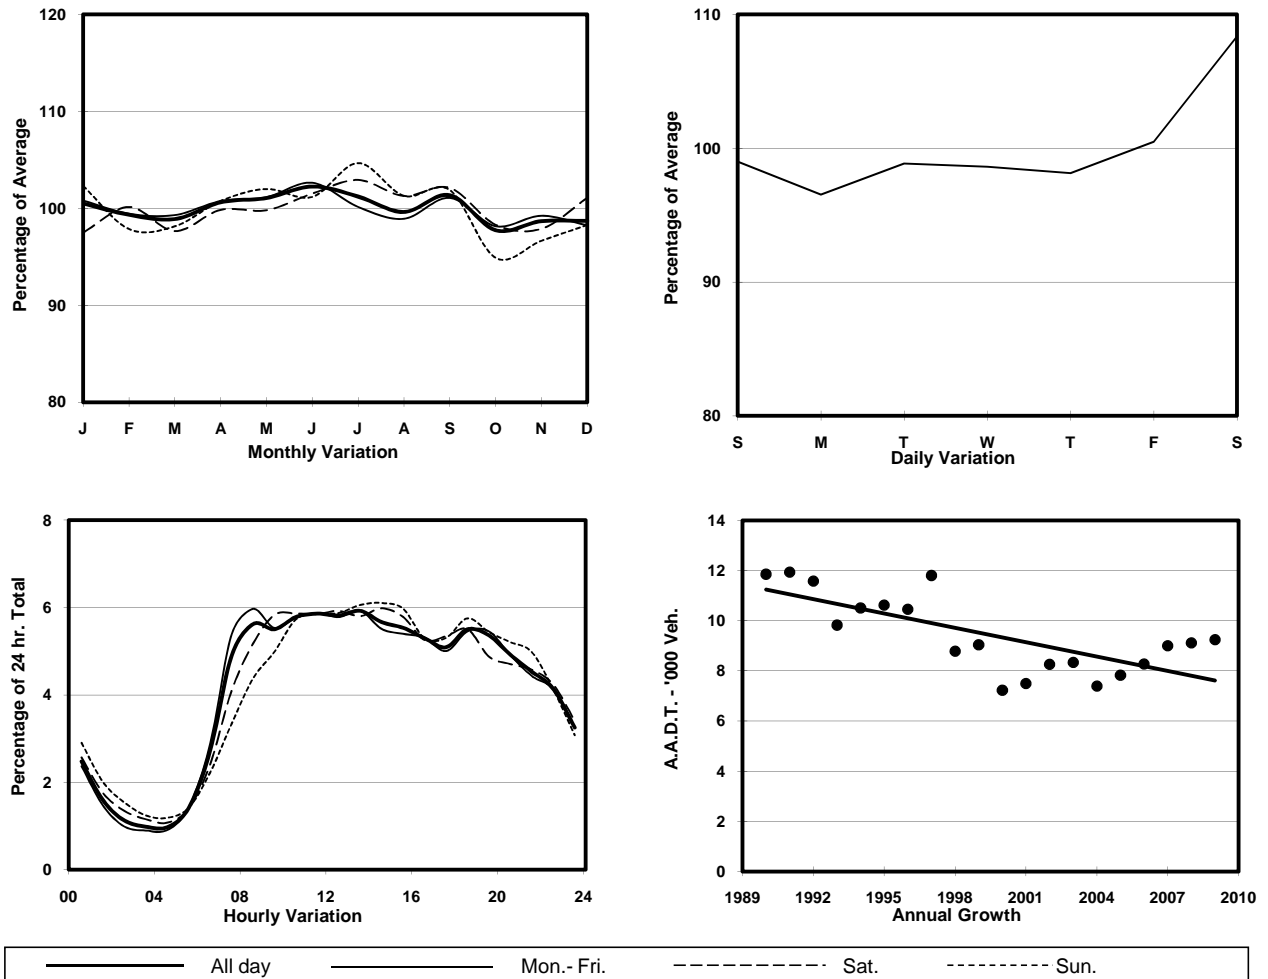 120
110
100
90
80
Percentage of Average
J F M A M J J A S O N D
Monthly Variation
110
100
90
80
Percentage of Average
S M T W T F S
Daily Variation
8
6
4
2
0
Percentage of 24 hr. Total
00 04 08 12 16 20 24
Hourly Variation
14
12
10
8
6
4
2
0
A.A.D.T. - '000 Veh.
1989 1992 1995 1998 2001 2004 2007 2010
Annual Growth
All day Mon.- Fri. Sat. Sun.